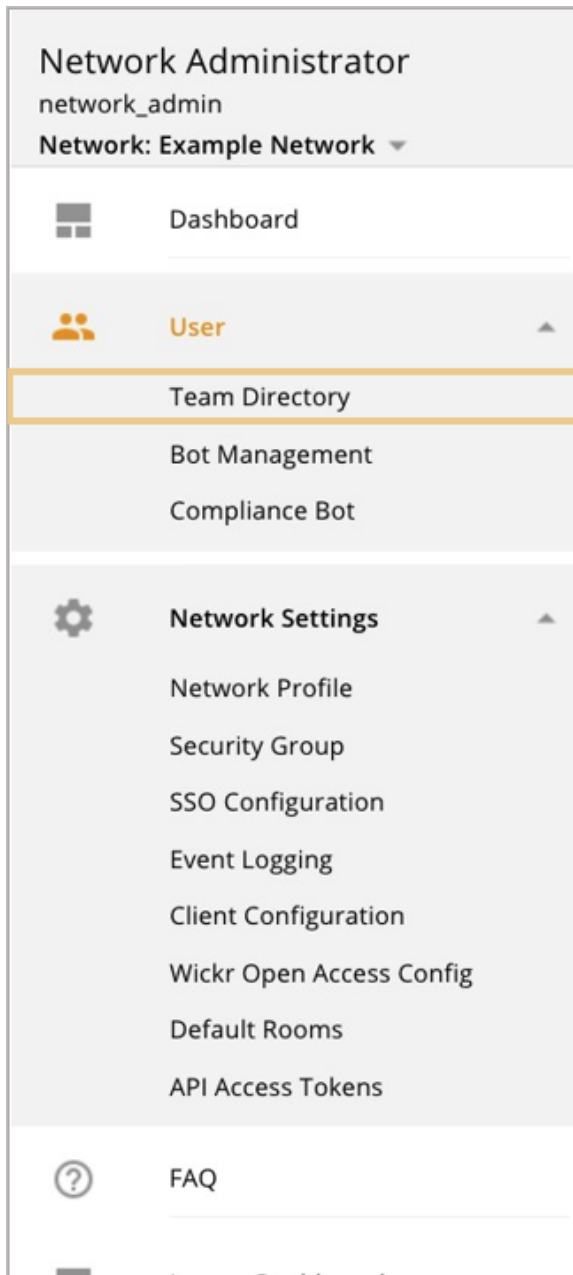 Network Administrator
network_admin
Network: Example Network
Dashboard
User
Team Directory
Bot Management
Compliance Bot
Network Settings
Network Profile
Security Group
SSO Configuration
Event Logging
Client Configuration
Wickr Open Access Config
Default Rooms
API Access Tokens
FAQ